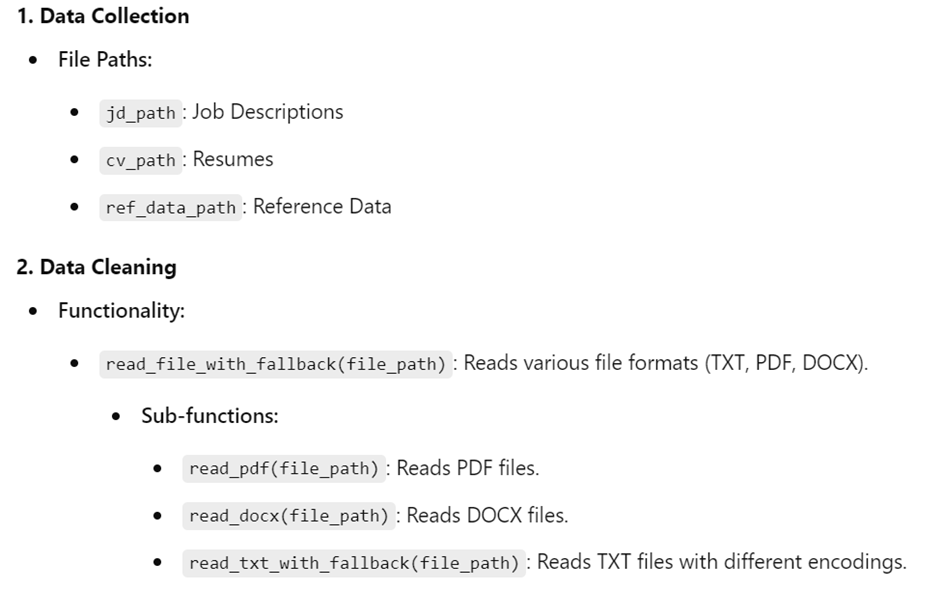 1. Data Collection
• File Paths:
• jd_path: Job Descriptions
• cv_path: Resumes
• ref_data_path: Reference Data
2. Data Cleaning
• Functionality:
• read_file_with_fallback(file_path): Reads various file formats (TXT, PDF, DOCX).
• Sub-functions:
• read_pdf(file_path): Reads PDF files.
• read_docx(file_path): Reads DOCX files.
• read_txt_with_fallback(file_path): Reads TXT files with different encodings.